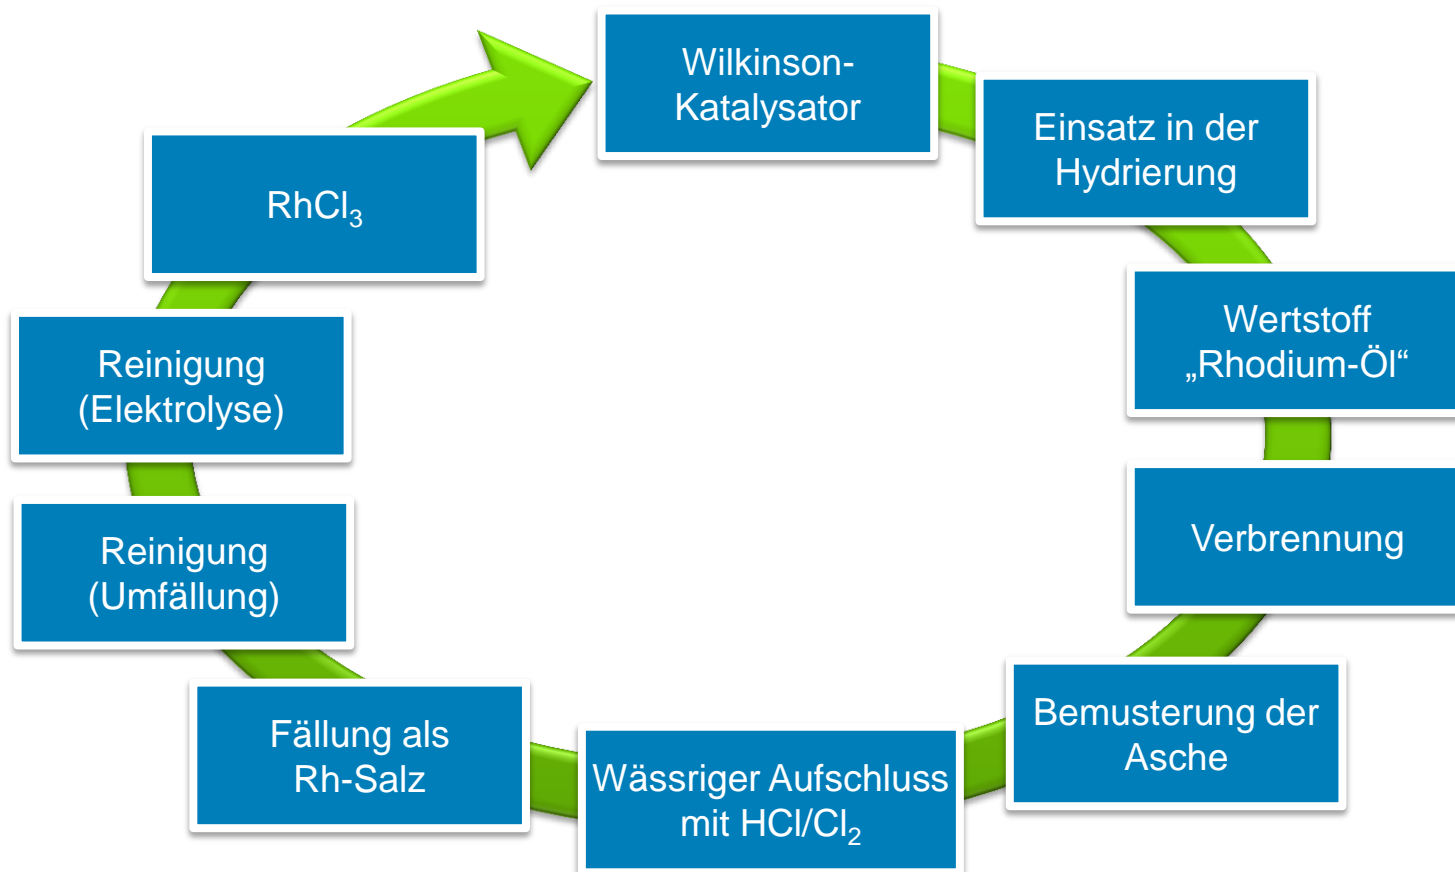 Wilkinson-
Katalysator
Einsatz in der
Hydrierung
Wertstoff
„Rhodium-Öl“
Verbrennung
Bemusterung der
Asche
Wässriger Aufschluss
mit HCl/Cl₂
Fällung als
Rh-Salz
Reinigung
(Umfällung)
Reinigung
(Elektrolyse)
RhCl₃